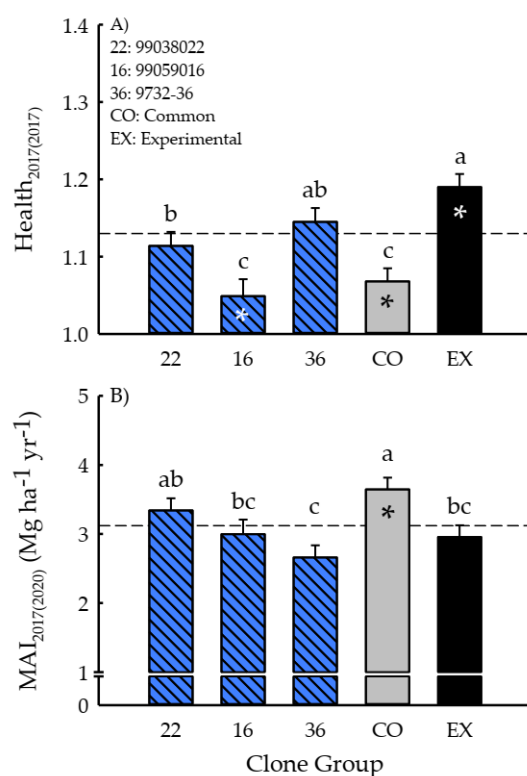 A)
22: 99038022
16: 99059016
36: 9732-36
CO: Common
EX: Experimental
Health2017(2017)
1.4
1.3
1.2
1.1
1.0
b
c
ab
c
a
*
*
*
22 16 36 CO EX
B)
MAI2017(2020) (Mg ha-1 yr-1)
5
4
3
2
1
1
0
ab
bc
c
a
bc
*
22 16 36 CO EX
Clone Group